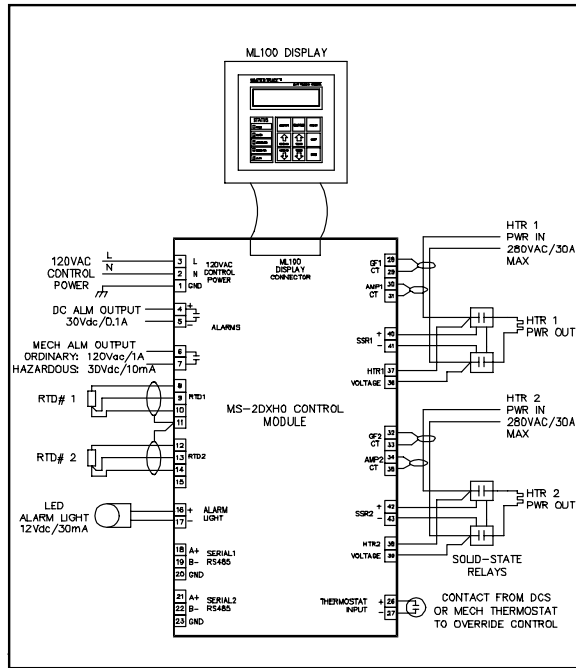 ML100 DISPLAY
STATUS
L
120VAC
CONTROL
POWER
N
3 L
2 N
1 GND
120VAC
CONTROL
POWER
ML100
DISPLAY
CONNECTOR
DC ALM OUTPUT
30Vdc/0.1A
4 +
5 -
ALARMS
MECH ALM OUTPUT
ORDINARY: 120Vac/1A
HAZARDOUS: 30Vdc/10mA
6
7
RTD# 1
8
9
10
11
RTD1
RTD# 2
12
13
14
15
RTD2
MS-2DXH0 CONTROL
MODULE
LED
ALARM LIGHT
12Vdc/30mA
16 +
17 -
ALARM
LIGHT
18 A+
19 B-
20 GND
SERIAL1
RS485
21 A+
22 B-
23 GND
SERIAL2
RS485
GF1
CT
28
29
AMP1
CT
30
31
SSR1
+ 40
- 41
HTR1
VOLTAGE
37
36
HTR 1
PWR IN
280VAC/30A
MAX
HTR 1
PWR OUT
GF2
CT
32
33
AMP2
CT
34
35
SSR2
+ 42
- 43
HTR2
VOLTAGE
39
HTR 2
PWR IN
280VAC/30A
MAX
HTR 2
PWR OUT
SOLID-STATE
RELAYS
THERMOSTAT
INPUT
+ 26
- 27
CONTACT FROM DCS
OR MECH THERMOSTAT
TO OVERRIDE CONTROL